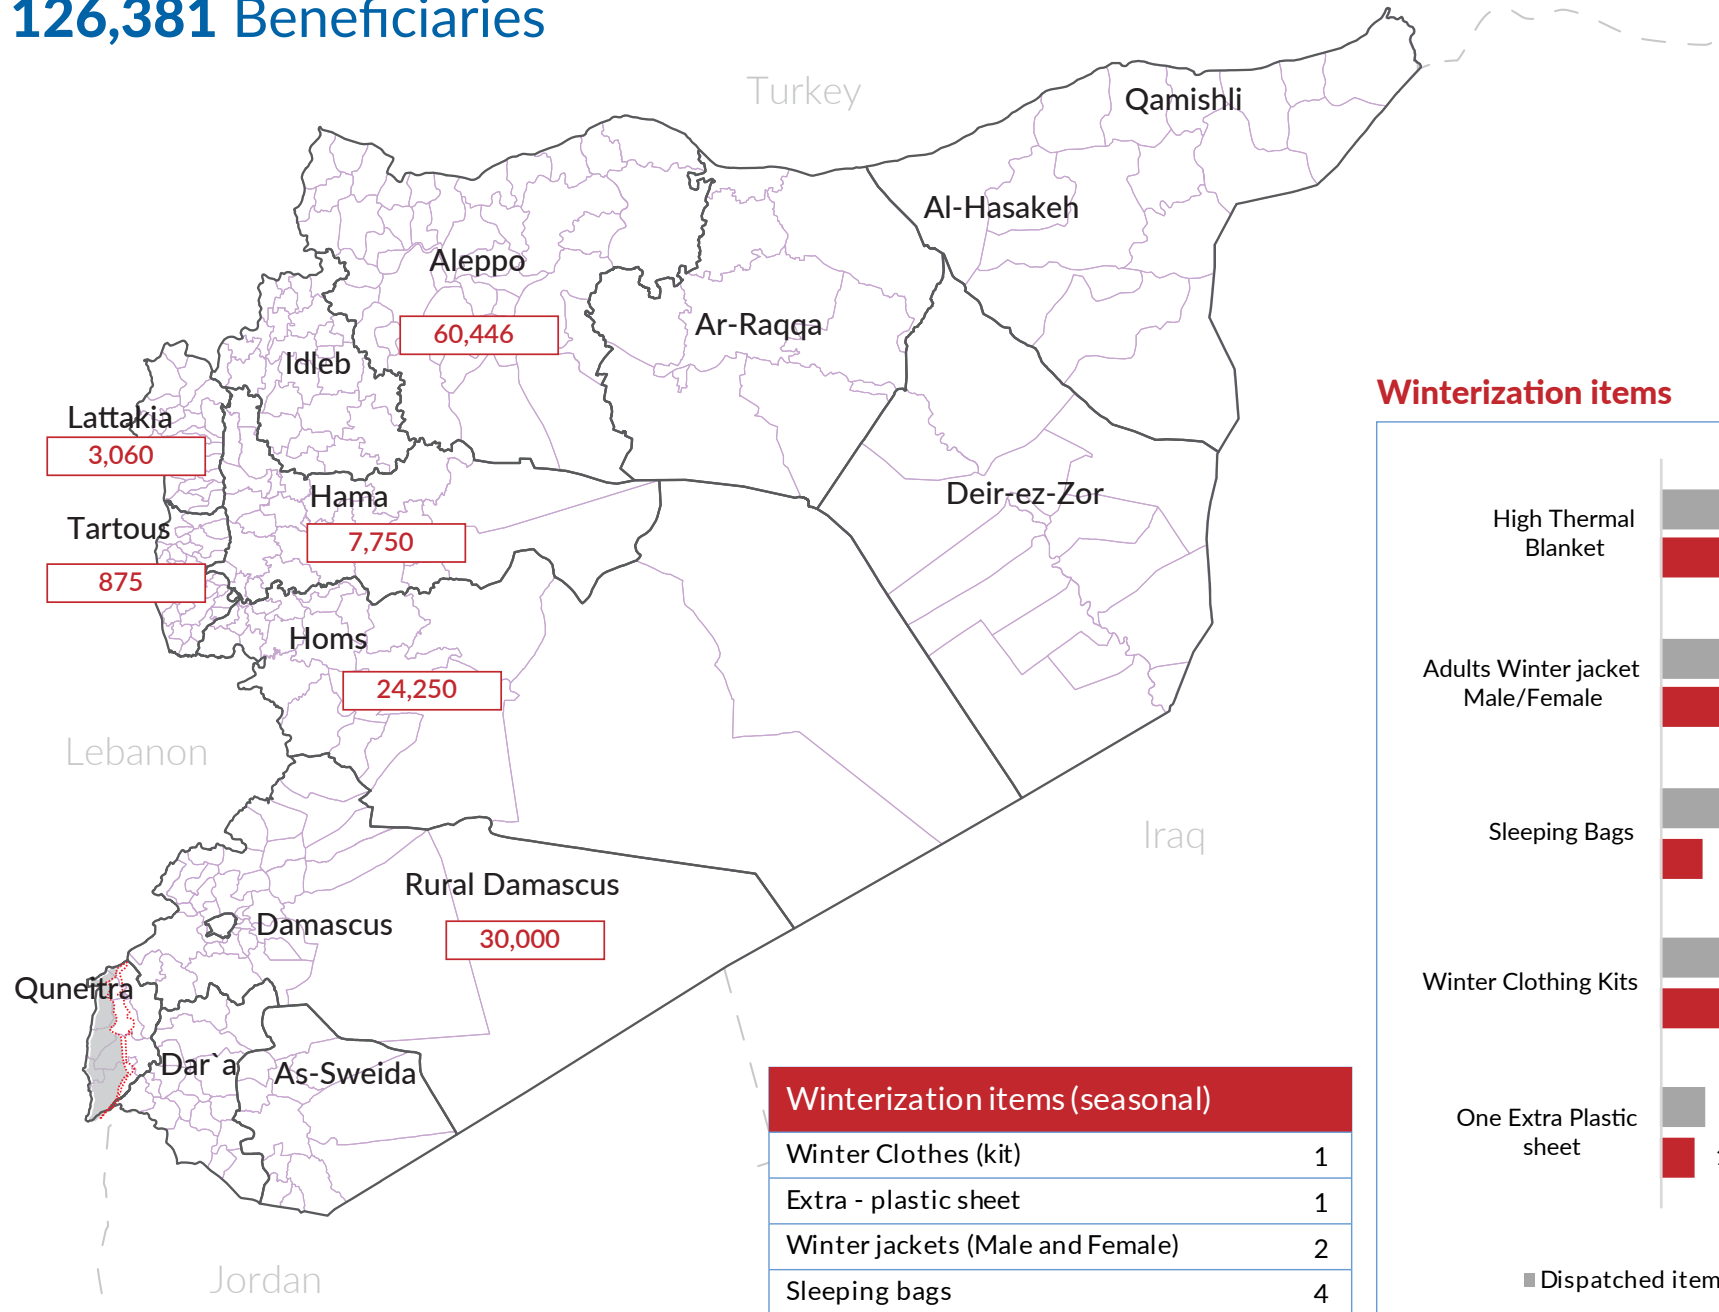 126,381 Beneficiaries
Turkey
Qamishli
Al-Hasakeh
Aleppo
60,446
Ar-Raqqa
Idleb
Lattakia
3,060
Deir-ez-Zor
Hama
7,750
Tartous
875
Homs
24,250
Lebanon
Iraq
Rural Damascus
30,000
Damascus
Quneitra
Dar`a
As-Sweida
Jordan
Winterization items (seasonal)
Winter Clothes (kit) 1
Extra - plastic sheet 1
Winter jackets (Male and Female) 2
Sleeping bags 4
Winterization items
High Thermal
Blanket
Adults Winter jacket
Male/Female
Sleeping Bags
Winter Clothing Kits
One Extra Plastic
sheet
Dispatched item